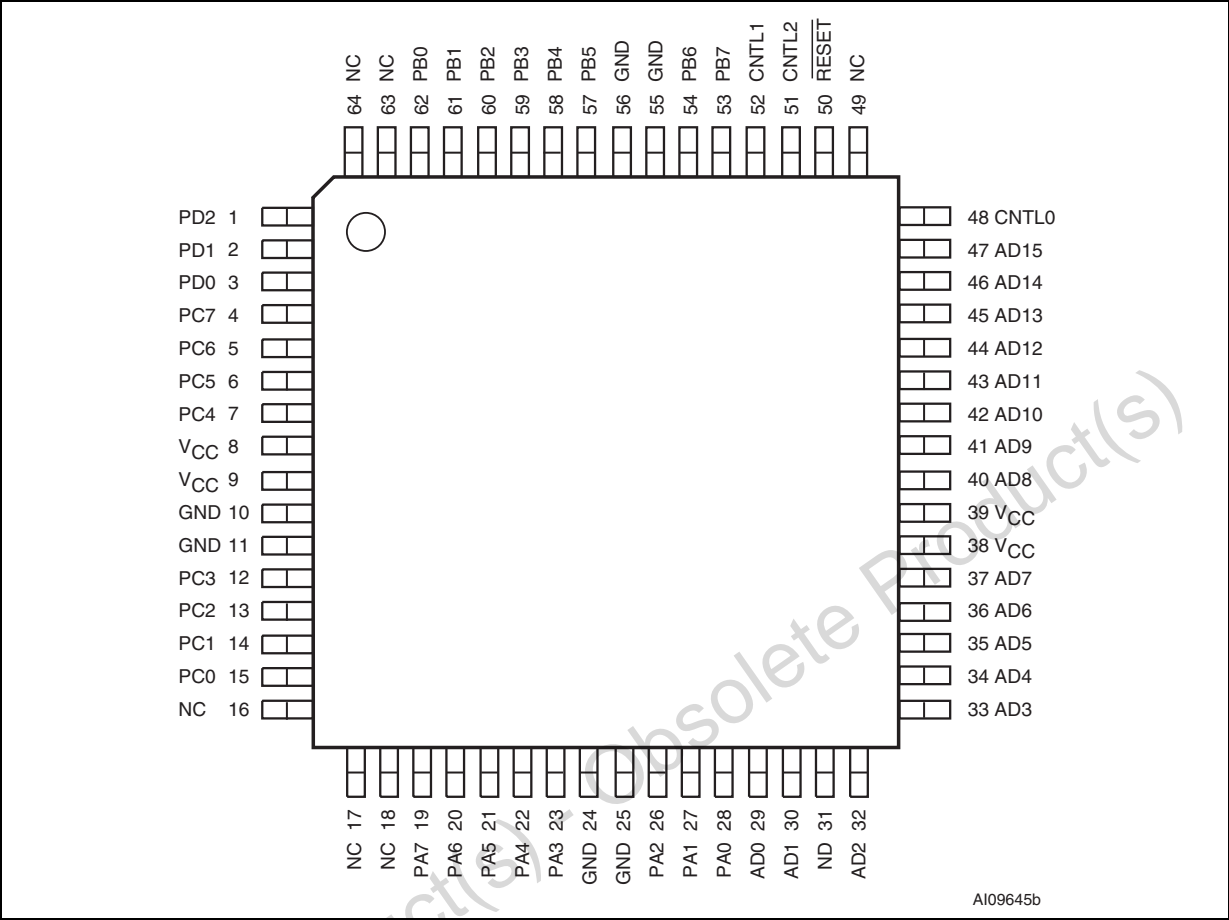 64 NC
63 NC
62 PB0
61 PB1
60 PB2
59 PB3
58 PB4
57 PB5
56 GND
55 GND
54 PB6
53 PB7
52 CNTL1
51 CNTL2
50 RESET
49 NC
PD2 1
PD1 2
PD0 3
PC7 4
PC6 5
PC5 6
PC4 7
VCC 8
VCC 9
GND 10
GND 11
PC3 12
PC2 13
PC1 14
PC0 15
NC 16
48 CNTL0
47 AD15
46 AD14
45 AD13
44 AD12
43 AD11
42 AD10
41 AD9
40 AD8
39 VCC
38 VCC
37 AD7
36 AD6
35 AD5
34 AD4
33 AD3
NC 17
NC 18
PA7 19
PA6 20
PA5 21
PA4 22
PA3 23
GND 24
GND 25
PA2 26
PA1 27
PA0 28
AD0 29
AD1 30
ND 31
AD2 32
AI09645b
ct(s) - Obsolete Product(s)